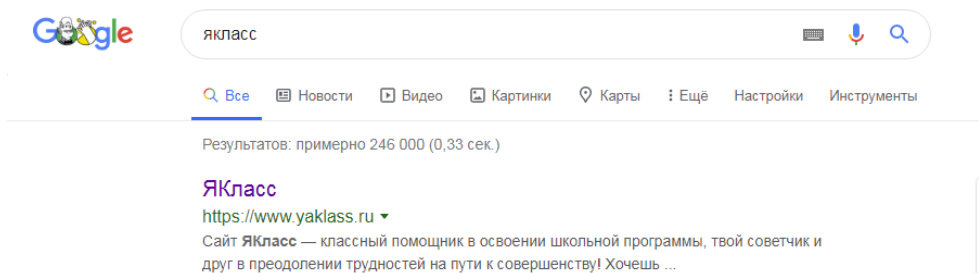 Google
якласс
Все Новости Видео Картинки Карты Ещё Настройки Инструменты
Результатов: примерно 246 000 (0,33 сек.)
ЯКласс
https://www.yaklass.ru
Сайт ЯКласс — классный помощник в освоении школьной программы, твой советчик и
друг в преодолении трудностей на пути к совершенству! Хочешь ...